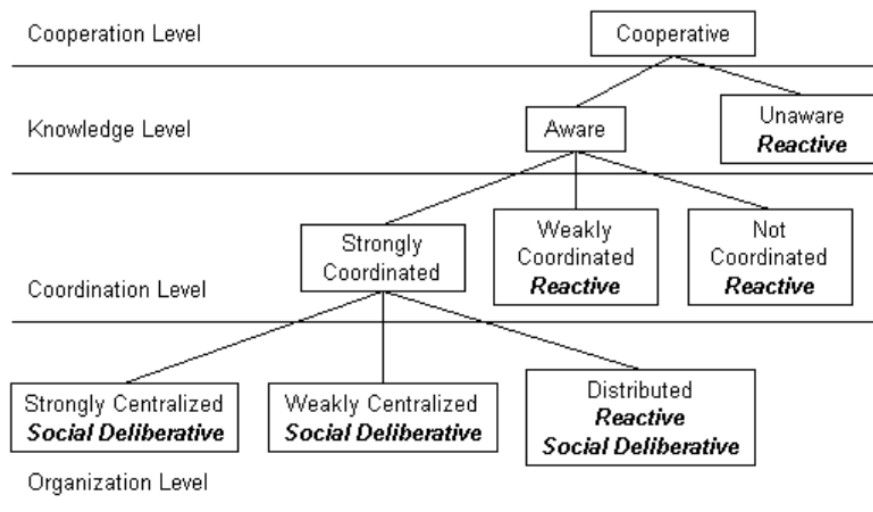 Cooperation Level
Cooperative
Knowledge Level
Aware
Unaware
Reactive
Coordination Level
Strongly
Coordinated
Weakly
Coordinated
Reactive
Not
Coordinated
Reactive
Strongly Centralized
Social Deliberative
Weakly Centralized
Social Deliberative
Distributed
Reactive
Social Deliberative
Organization Level